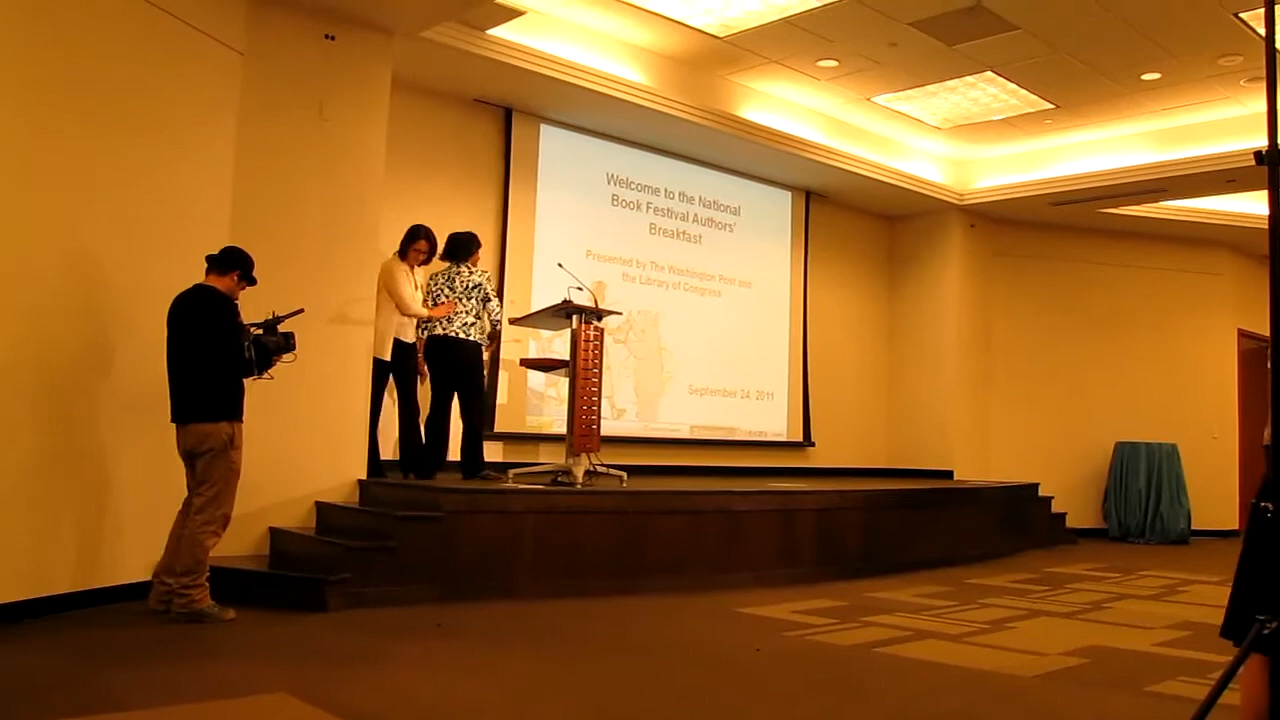 Welcome to the National
Book Festival Authors'
Breakfast
Presented by The Washington Post and
the Library of Congress
September 24, 2011